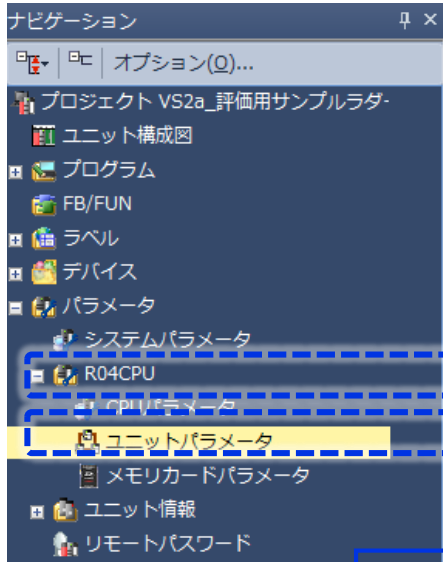 ナビゲーション
オプション(O)...
プロジェクト VS2a_評価用サンプルラダｰ
ユニット構成図
プログラム
FB/FUN
ラベル
デバイス
パラメータ
システムパラメータ
R04CPU
CPUパラメータ
ユニットパラメータ
メモリカードパラメータ
ユニット情報
リモートパスワード